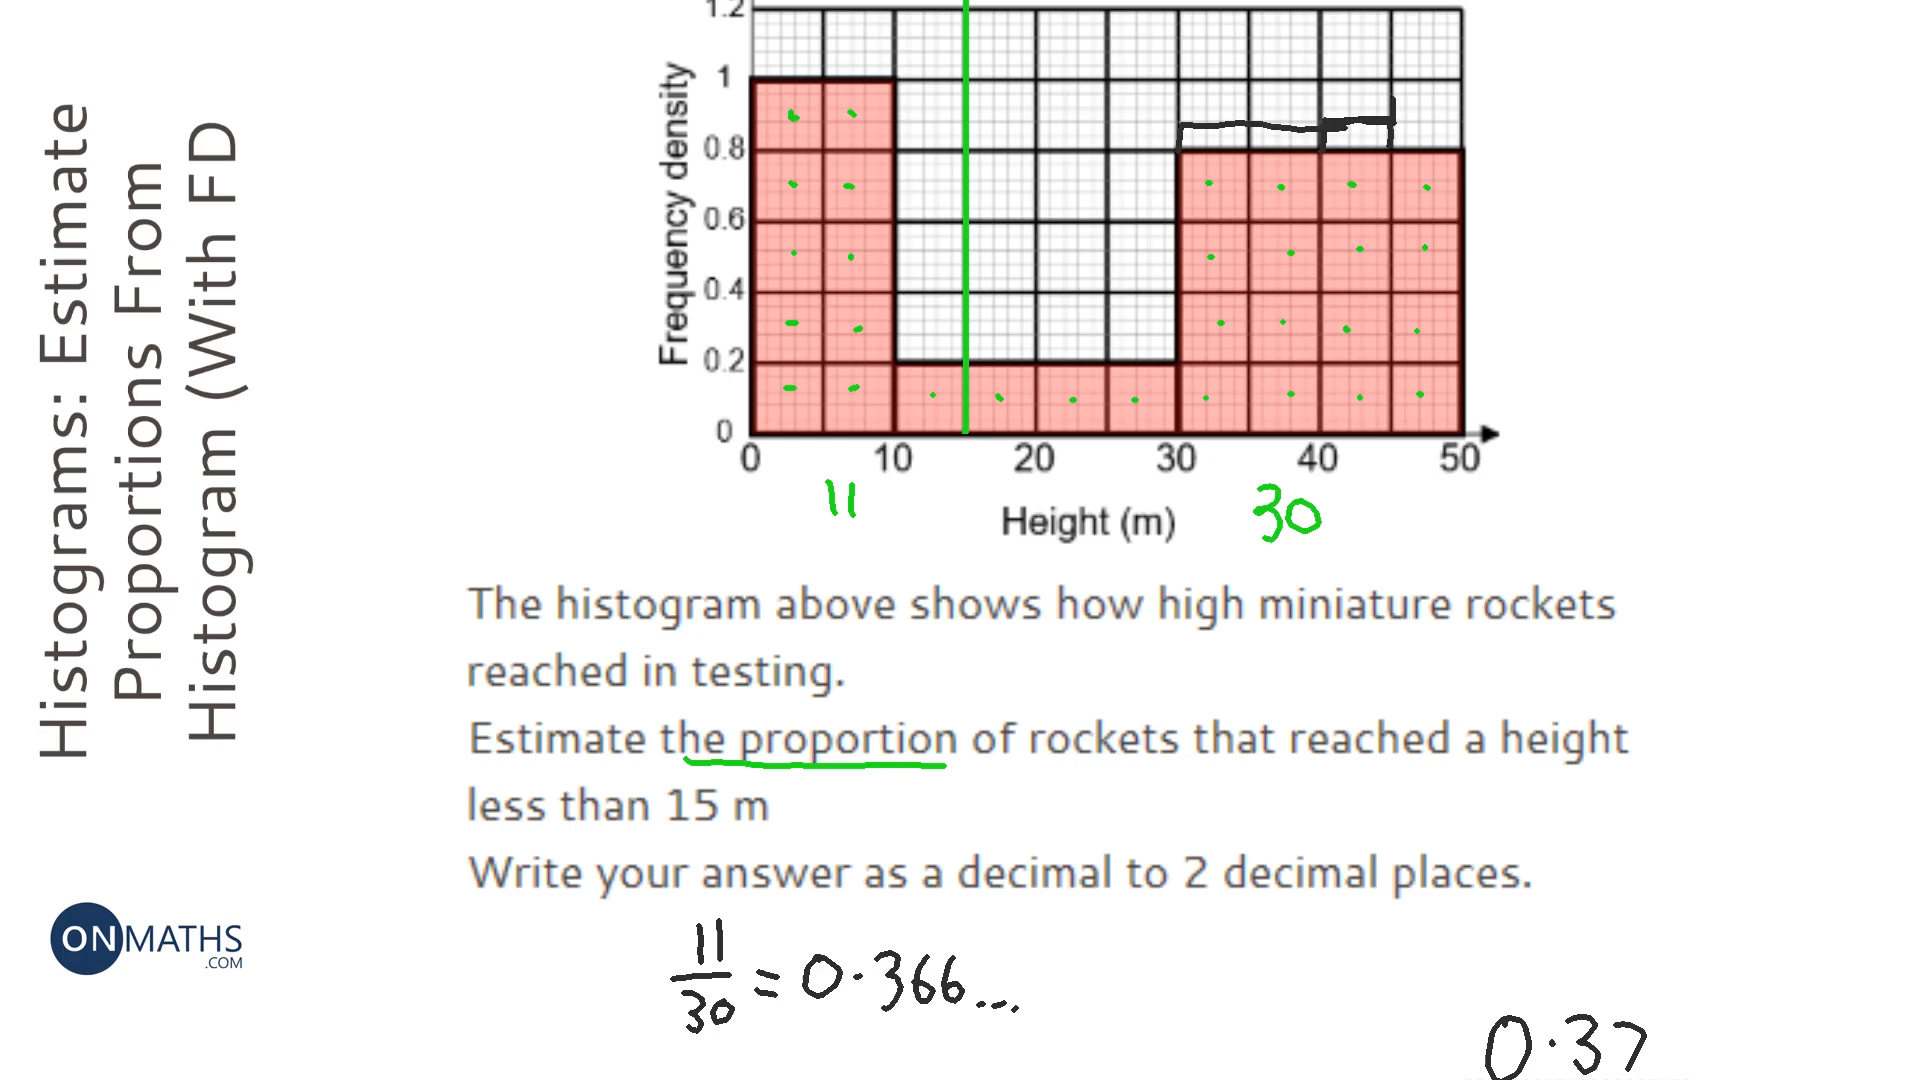 Histograms: Estimate
Proportions From
Histogram (With FD
ONMATHS
.COM
Frequency density
1.2
1
0.8
0.6
0.4
0.2
0
0 10 20 30 40 50
11 30
Height (m)
The histogram above shows how high miniature rockets
reached in testing.
Estimate the proportion of rockets that reached a height
less than 15 m
Write your answer as a decimal to 2 decimal places.
11
30
= 0.366...
0.37